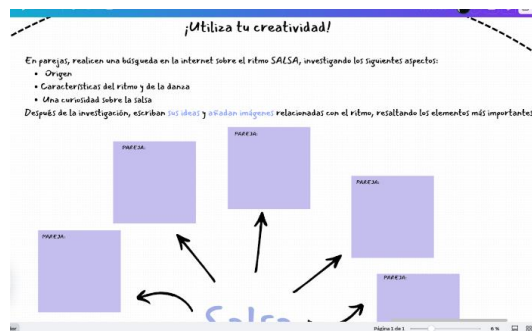 ¡Utiliza tu creatividad!
En parejas, realicen una búsqueda en la internet sobre el ritmo SALSA, investigando los siguientes aspectos:
• Origen
• Características del ritmo y de la danza
• Una curiosidad sobre la salsa
Después de la investigación, escriban sus ideas y añadan imágenes relacionadas con el ritmo, resaltando los elementos más importantes
PAREJA:
PAREJA:
PAREJA:
PAREJA:
PAREJA:
Salsa
Página 1 de 1
6 %